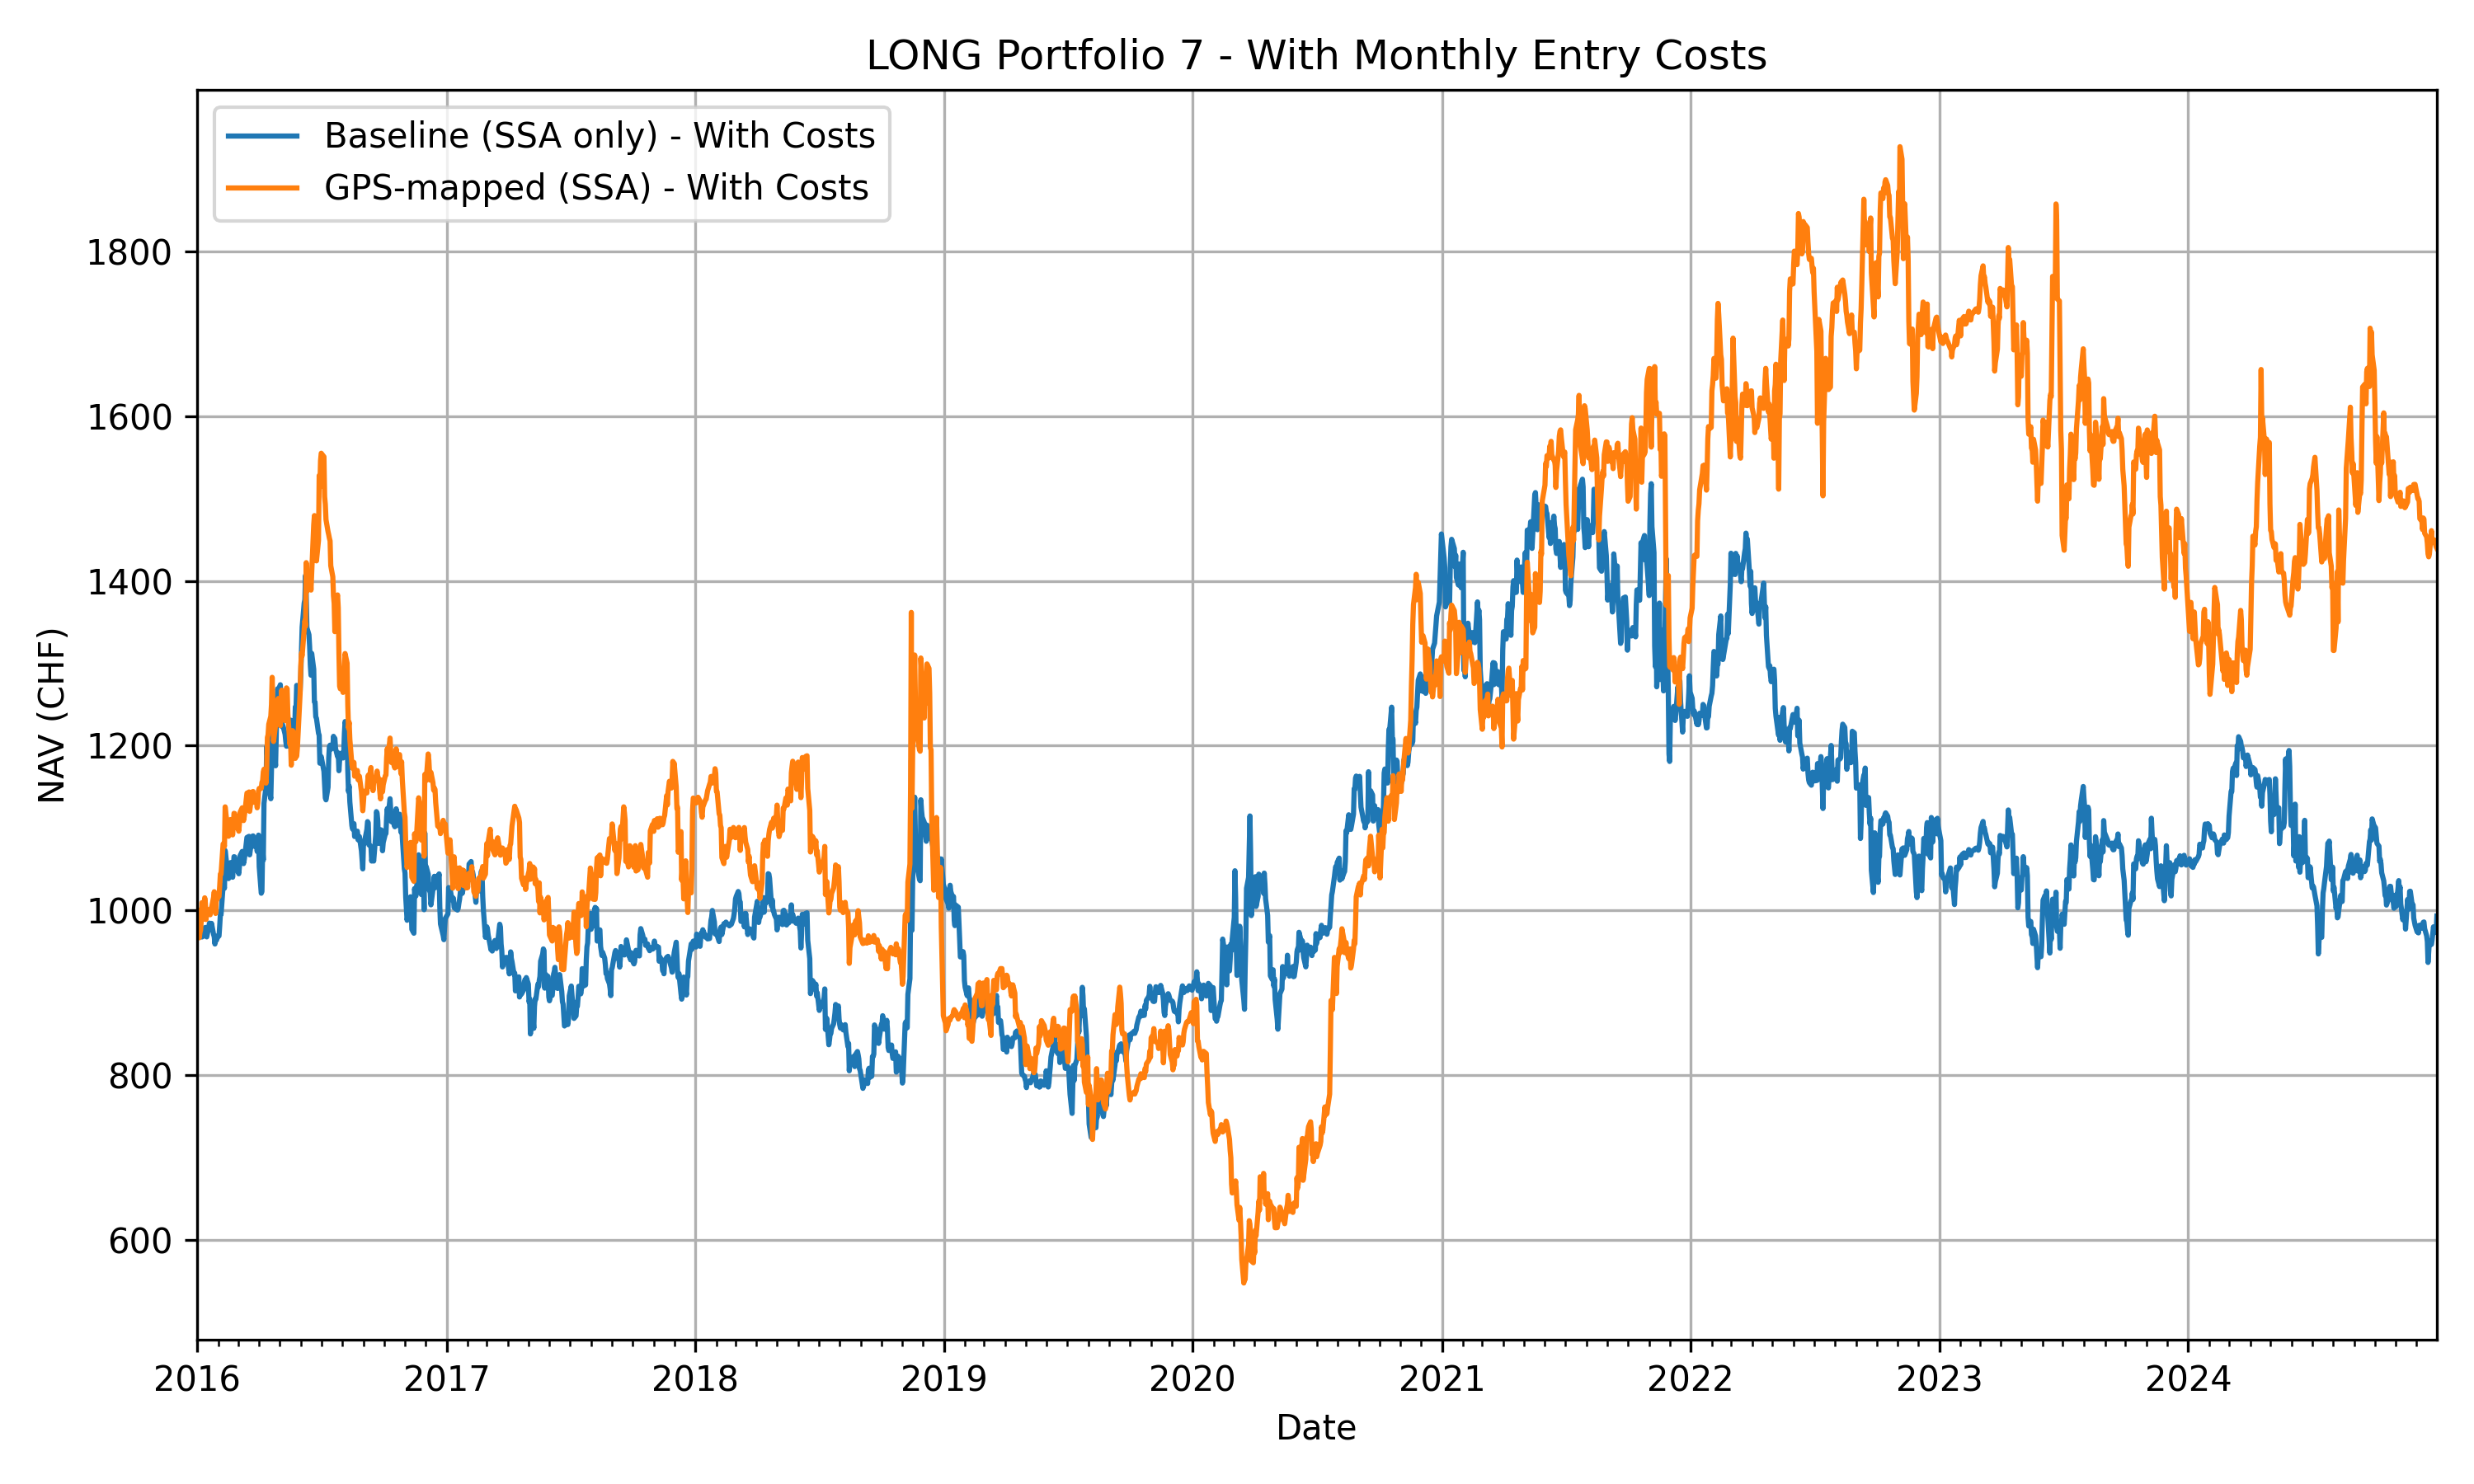 LONG Portfolio 7 - With Monthly Entry Costs
Baseline (SSA only) - With Costs
GPS-mapped (SSA) - With Costs
NAV (CHF)
1800
1600
1400
1200
1000
800
600
2016 2017 2018 2019 2020 2021 2022 2023 2024
Date